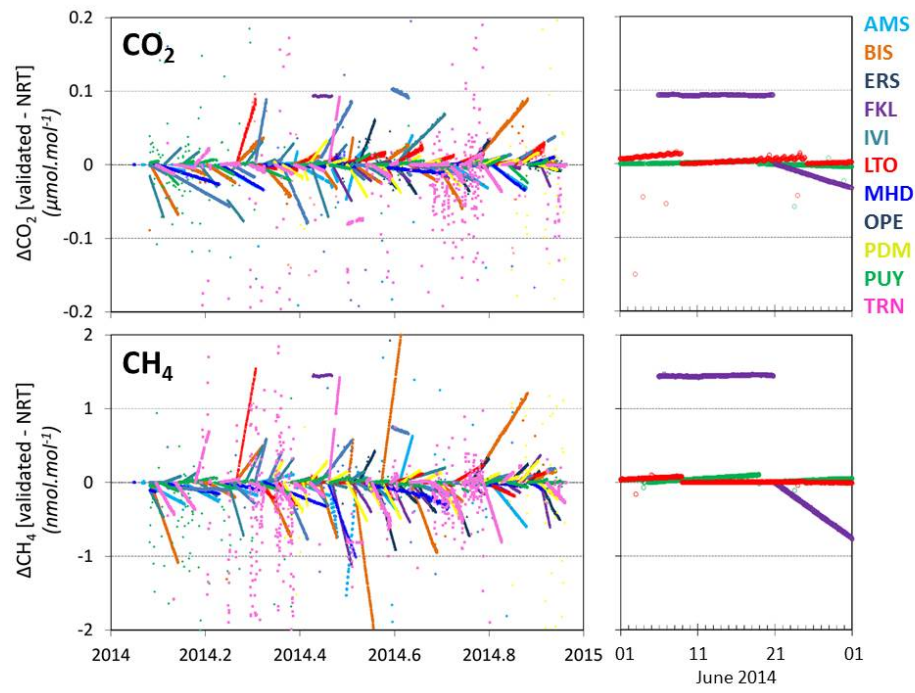 CO2
ΔCO2 [validated - NRT]
(μmol.mol-1)
0.2
0.1
0
-0.1
-0.2
AMS
BIS
ERS
FKL
IVI
LTO
MHD
OPE
PDM
PUY
TRN
CH4
ΔCH4 [validated - NRT]
(nmol.mol-1)
2
1
0
-1
-2
2014
2014.2
2014.4
2014.6
2014.8
2015
01
11
21
01
June 2014